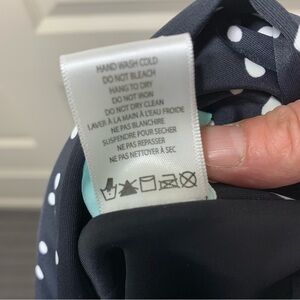 HAND WASH COLD
DO NOT BLEACH
HANG TO DRY
DO NOT IRON
DO NOT DRY CLEAN
LAVER À LA MAIN À L'EAU FROIDE
NE PAS BLANCHIRE
SUSPENDRE POUR SÉCHER
NE PAS REPASSER
NE PAS NETTOYER À SEC